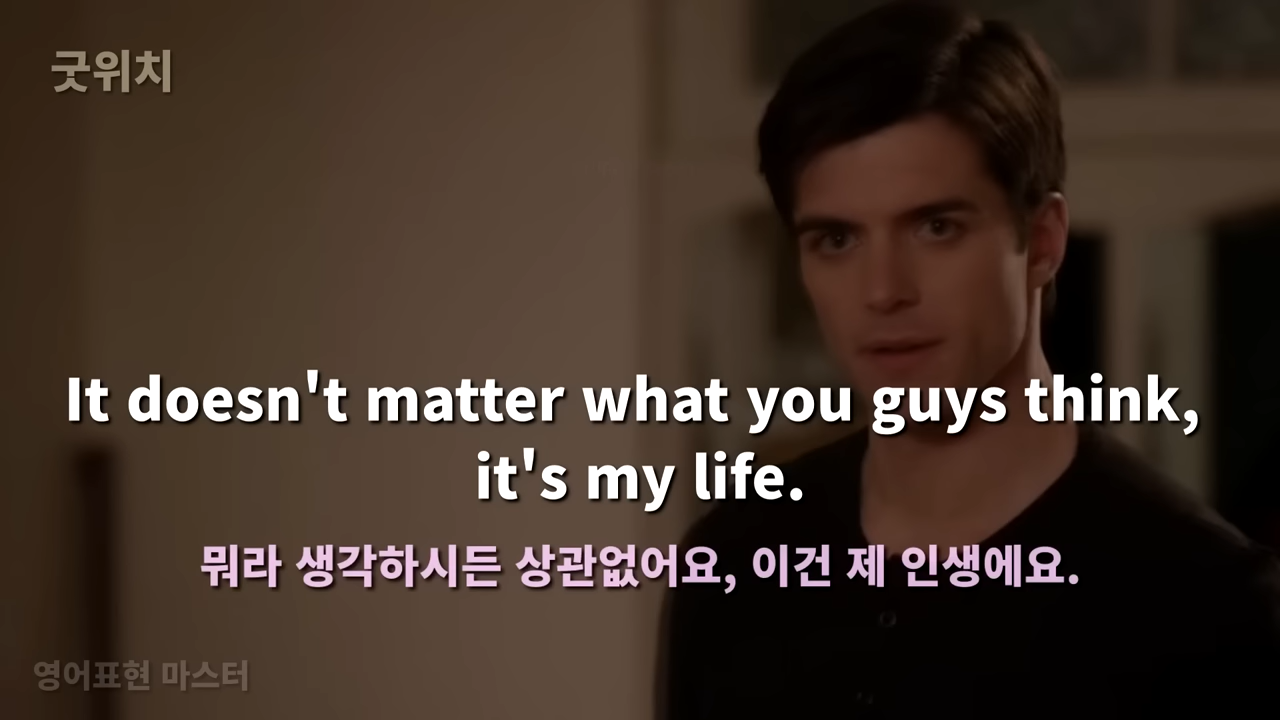 굿위치
It doesn't matter what you guys think,
it's my life.
뭐라 생각하시든 상관없어요, 이건 제 인생에요.
영어표현 마스터